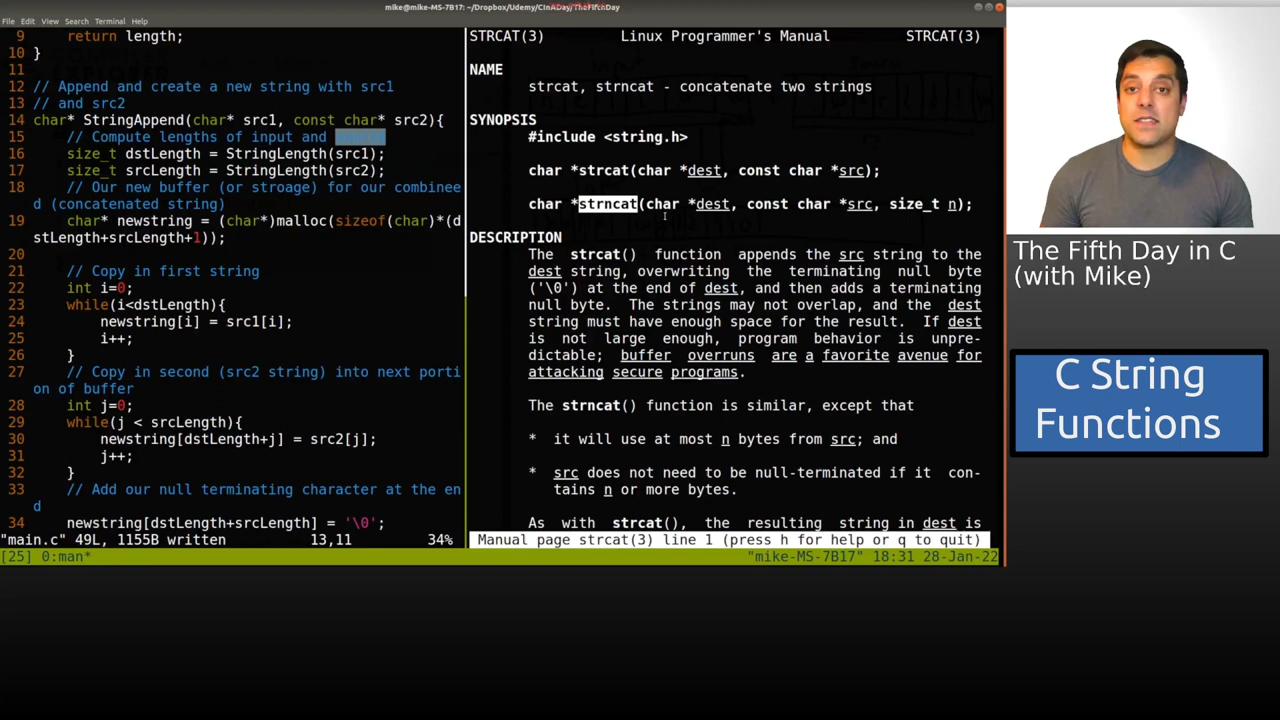 mike@mike-MS-7B17: ~/Dropbox/Udemy/CInADay/TheFifthDay
File Edit View Search Terminal Help
9 return length;
10 }
11
12 // Append and create a new string with src1
13 // and src2
14 char* StringAppend(char* src1, const char* src2){
15 // Compute lengths of input and
16 size_t dstLength = StringLength(src1);
17 size_t srcLength = StringLength(src2);
18 // Our new buffer (or stroage) for our combinee
d (concatenated string)
19 char* newstring = (char*)malloc(sizeof(char)*(d
stLength+srcLength+1));
20
21 // Copy in first string
22 int i=0;
23 while(i<dstLength){
24 newstring[i] = src1[i];
25 i++;
26 }
27 // Copy in second (src2 string) into next porti
on of buffer
28 int j=0;
29 while(j < srcLength){
30 newstring[dstLength+j] = src2[j];
31 j++;
32 }
33 // Add our null terminating character at the en
d
34 newstring[dstLength+srcLength] = '\0';
"main.c" 49L, 1155B written 13,11 34%
STRCAT(3) Linux Programmer's Manual STRCAT(3)
NAME
strcat, strncat - concatenate two strings
SYNOPSIS
#include <string.h>
char *strcat(char *dest, const char *src);
char *strncat(char *dest, const char *src, size_t n);
DESCRIPTION
The strcat() function appends the src string to the
dest string, overwriting the terminating null byte
('\0') at the end of dest, and then adds a terminating
null byte. The strings may not overlap, and the dest
string must have enough space for the result. If dest
is not large enough, program behavior is unpre-
dictable; buffer overruns are a favorite avenue for
attacking secure programs.
The strncat() function is similar, except that
* it will use at most n bytes from src; and
* src does not need to be null-terminated if it con-
tains n or more bytes.
As with strcat(), the resulting string in dest is
Manual page strcat(3) line 1 (press h for help or q to quit)
[25] 0:man* "mike-MS-7B17" 18:31 28-Jan-22
The Fifth Day in C
(with Mike)
C String
Functions